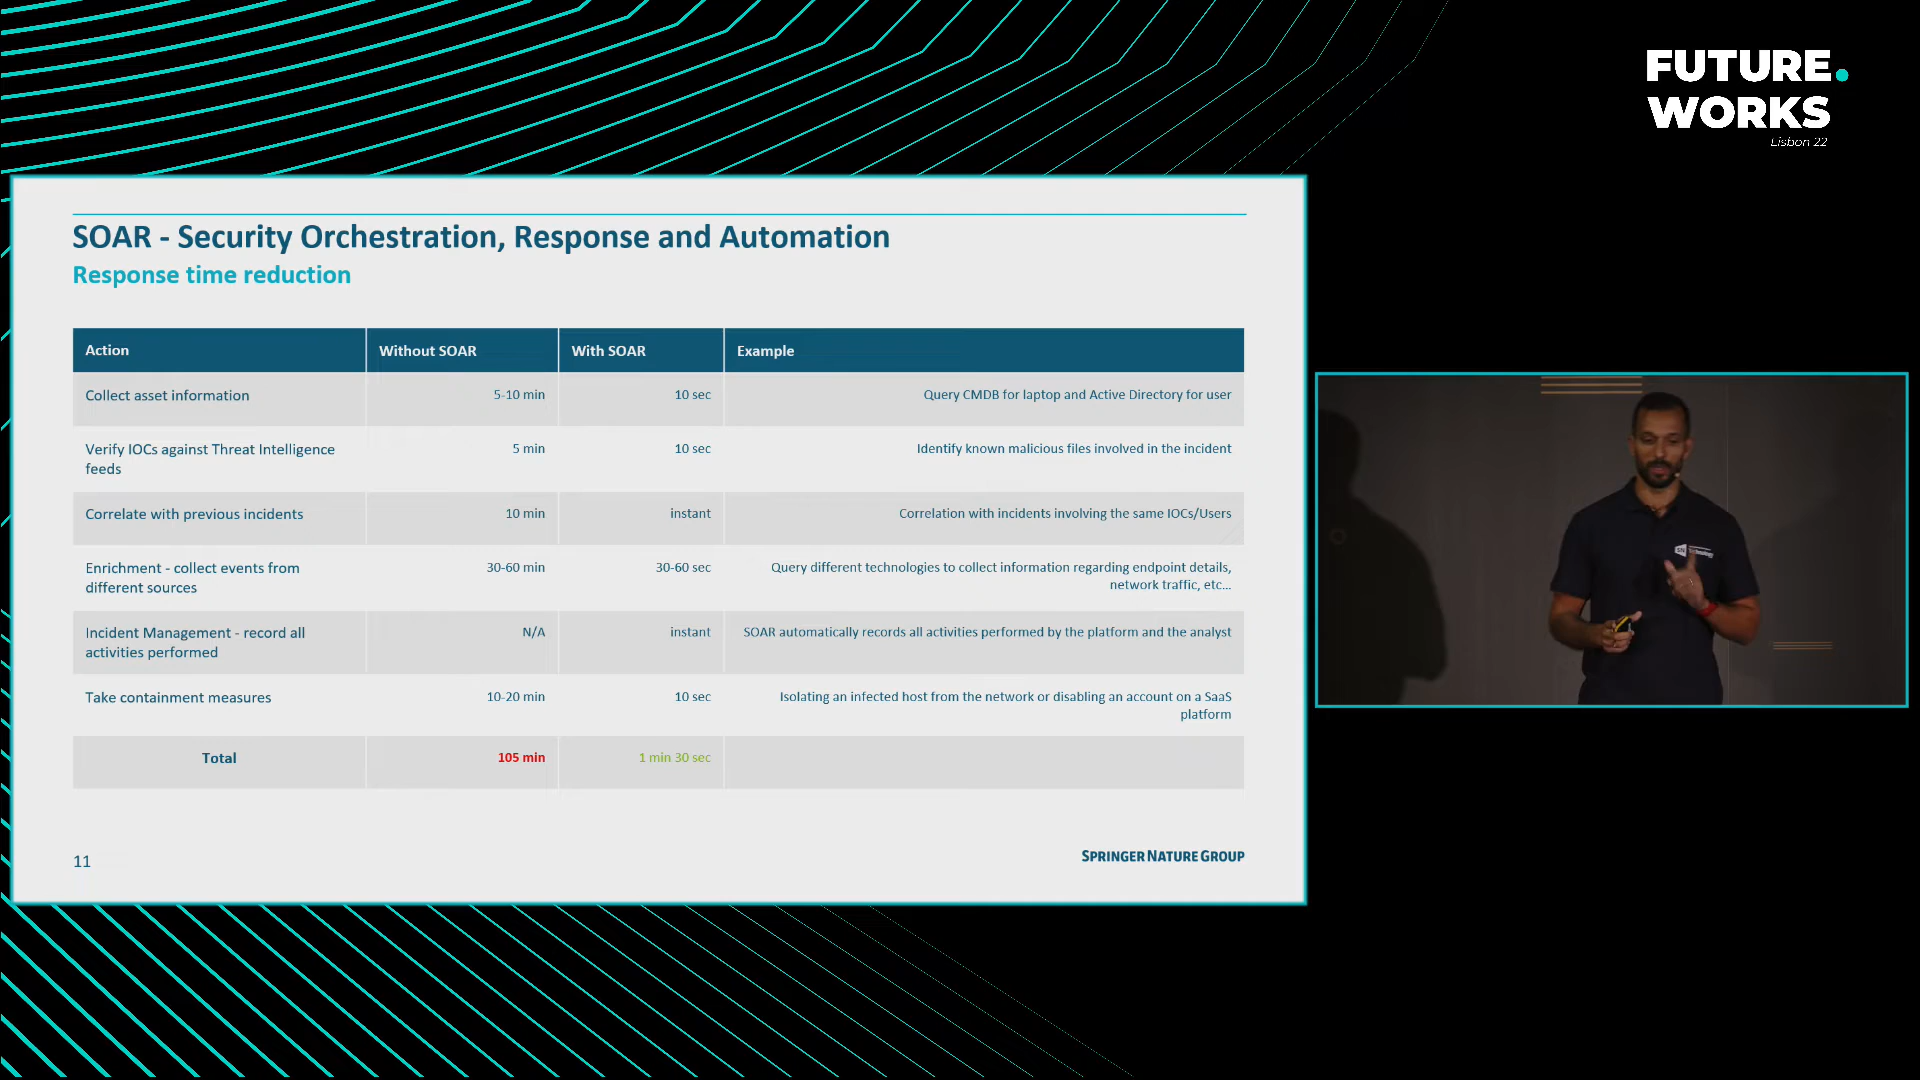 FUTURE.
WORKS
Lisbon 22
SOAR - Security Orchestration, Response and Automation
Response time reduction
Action Without SOAR With SOAR Example
Collect asset information 5-10 min 10 sec Query CMDB for laptop and Active Directory for user
Verify IOCs against Threat Intelligence
feeds 5 min 10 sec Identify known malicious files involved in the incident
Correlate with previous incidents 10 min instant Correlation with incidents involving the same IOCs/Users
Enrichment - collect events from
different sources 30-60 min 30-60 sec Query different technologies to collect information regarding endpoint details,
network traffic, etc...
Incident Management - record all
activities performed N/A instant SOAR automatically records all activities performed by the platform and the analyst
Take containment measures 10-20 min 10 sec Isolating an infected host from the network or disabling an account on a SaaS
platform
Total 105 min 1 min 30 sec
11
SPRINGER NATURE GROUP